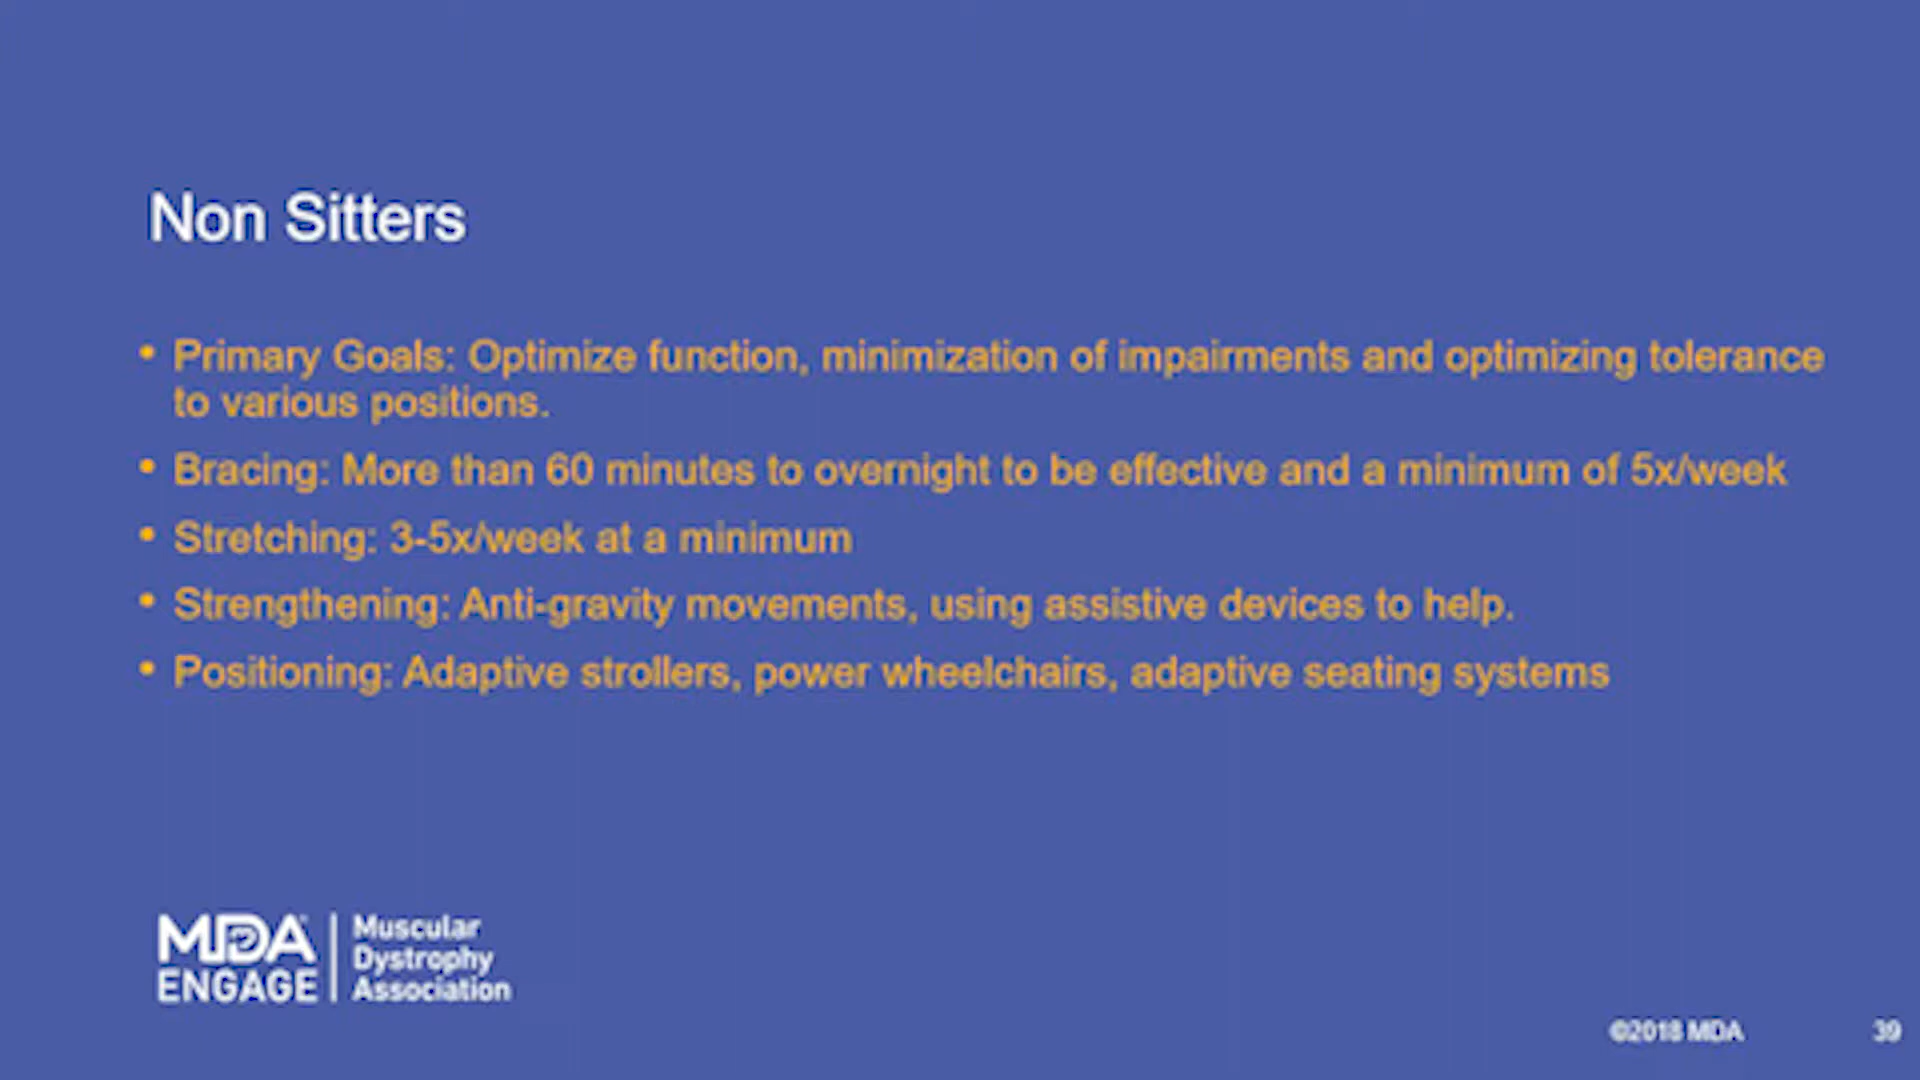 Non Sitters
• Primary Goals: Optimize function, minimization of impairments and optimizing tolerance
to various positions.
• Bracing: More than 60 minutes to overnight to be effective and a minimum of 5x/week
• Stretching: 3-5x/week at a minimum
• Strengthening: Anti-gravity movements, using assistive devices to help.
• Positioning: Adaptive strollers, power wheelchairs, adaptive seating systems
MDA
ENGAGE
Muscular
Dystrophy
Association
©2018 MDA
39